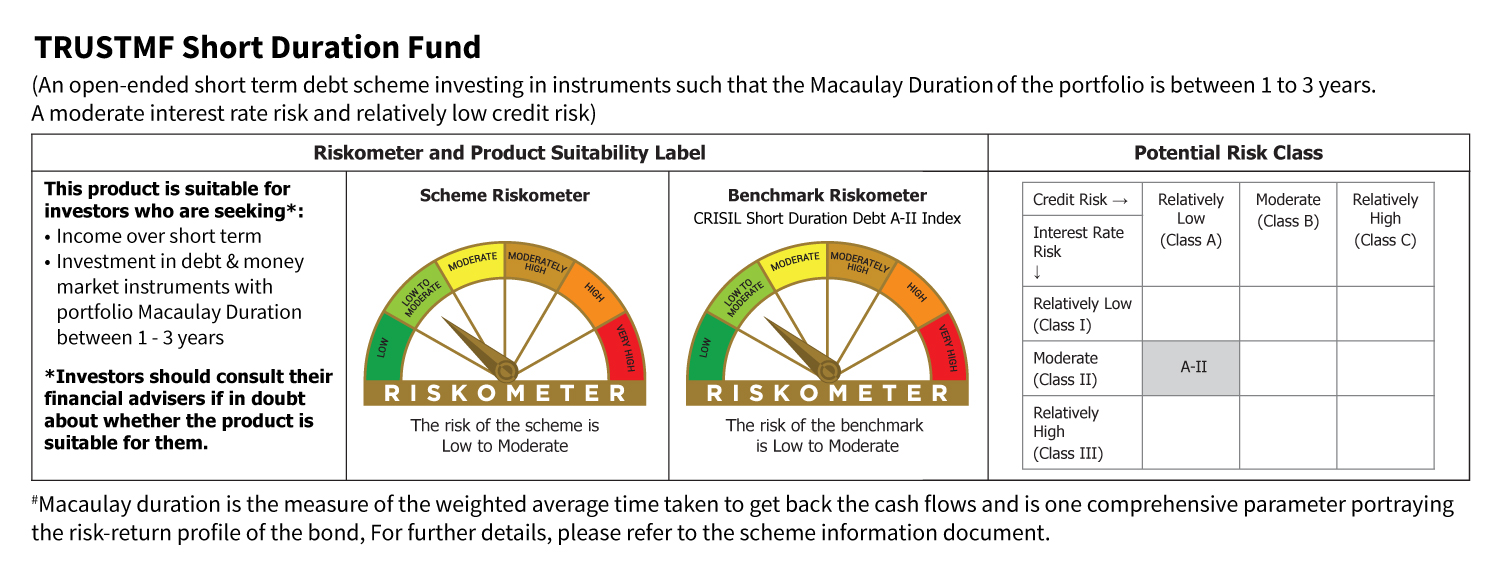 TRUSTMF Short Duration Fund
(An open-ended short term debt scheme investing in instruments such that the Macaulay Duration of the portfolio is between 1 to 3 years.
A moderate interest rate risk and relatively low credit risk)
Riskometer and Product Suitability Label
Potential Risk Class
This product is suitable for
investors who are seeking*:
• Income over short term
• Investment in debt & money
market instruments with
portfolio Macaulay Duration
between 1 - 3 years
*Investors should consult their
financial advisers if in doubt
about whether the product is
suitable for them.
Scheme Riskometer
LOW
LOW TO
MODERATE
MODERATE
MODERATELY
HIGH
HIGH
VERY HIGH
RISKOMETER
The risk of the scheme is
Low to Moderate
Benchmark Riskometer
CRISIL Short Duration Debt A-II Index
LOW
LOW TO
MODERATE
MODERATE
MODERATELY
HIGH
HIGH
VERY HIGH
RISKOMETER
The risk of the benchmark
is Low to Moderate
Credit Risk →
Relatively
Low
(Class A)
Moderate
(Class B)
Relatively
High
(Class C)
Interest Rate
Risk
↓
Relatively Low
(Class I)
Moderate
(Class II)
A-II
Relatively
High
(Class III)
#Macaulay duration is the measure of the weighted average time taken to get back the cash flows and is one comprehensive parameter portraying
the risk-return profile of the bond, For further details, please refer to the scheme information document.